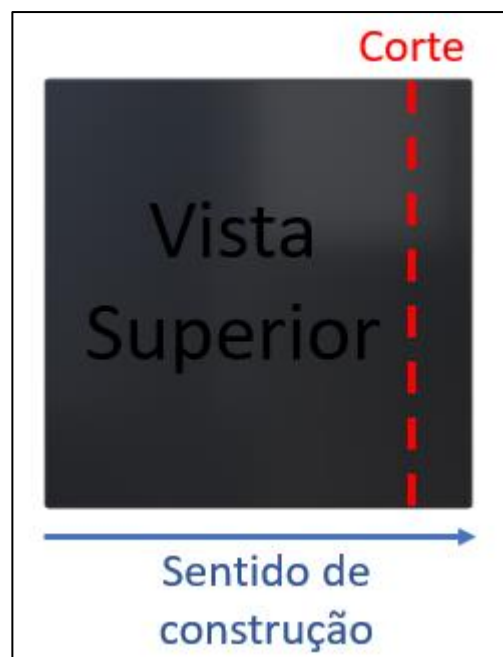 Corte
Vista
Superior
Sentido de
construção